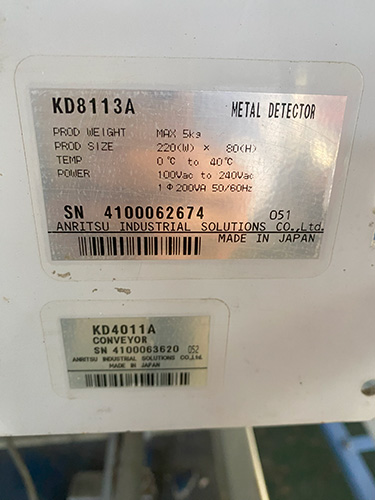 KD8113A METAL DETECTOR
PROD WEIGHT MAX 5kg
PROD SIZE 220(W) × 80(H)
TEMP 0℃ to 40℃
POWER 100Vac to 240Vac
1Φ200VA 50/60Hz
SN 4100062674 051
ANRITSU INDUSTRIAL SOLUTIONS CO.,Ltd.
MADE IN JAPAN
KD4011A
CONVEYOR
SN 4100063620 052
ANRITSU INDUSTRIAL SOLUTIONS CO.,Ltd.
MADE IN JAPAN